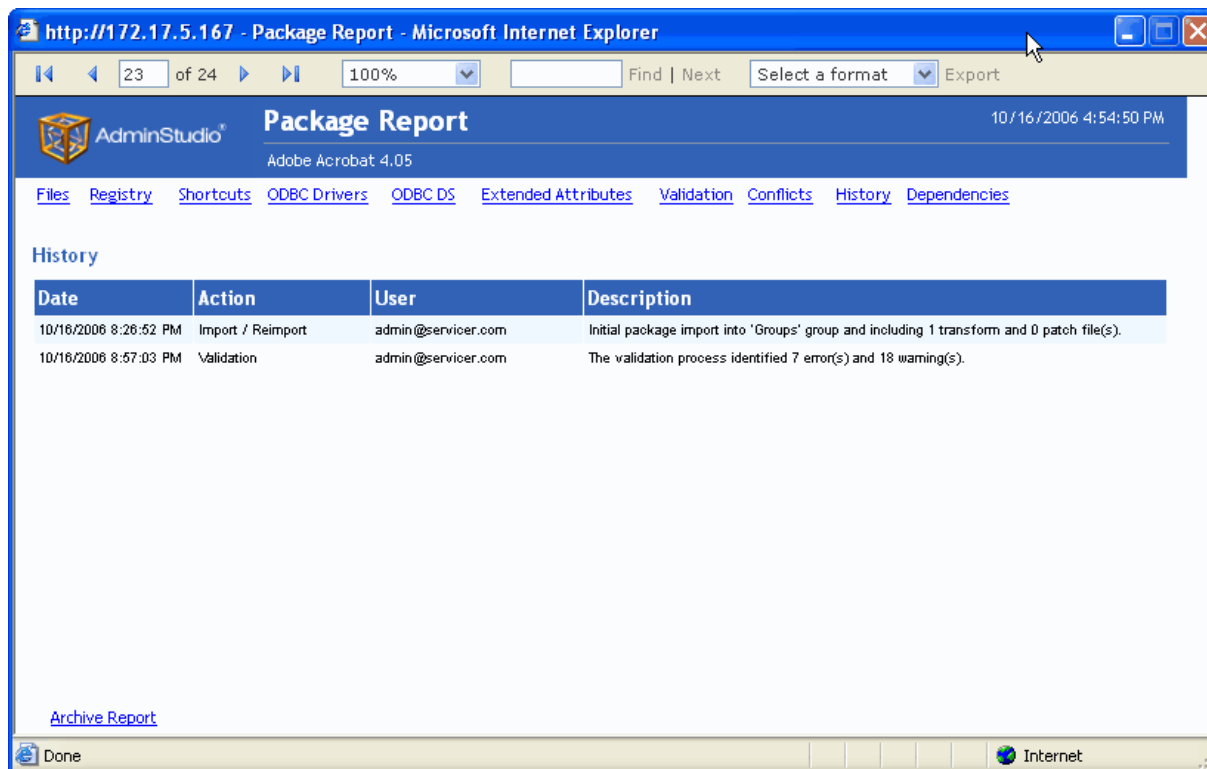 http://172.17.5.167 - Package Report - Microsoft Internet Explorer
23 of 24 100% Find | Next Select a format Export
AdminStudio® Package Report 10/16/2006 4:54:50 PM
Adobe Acrobat 4.05
Files Registry Shortcuts ODBC Drivers ODBC DS Extended Attributes Validation Conflicts History Dependencies
History
Date Action User Description
10/16/2006 8:26:52 PM Import / Reimport admin@servicer.com Initial package import into 'Groups' group and including 1 transform and 0 patch file(s).
10/16/2006 8:57:03 PM Validation admin@servicer.com The validation process identified 7 error(s) and 18 warning(s).
Archive Report
Done Internet